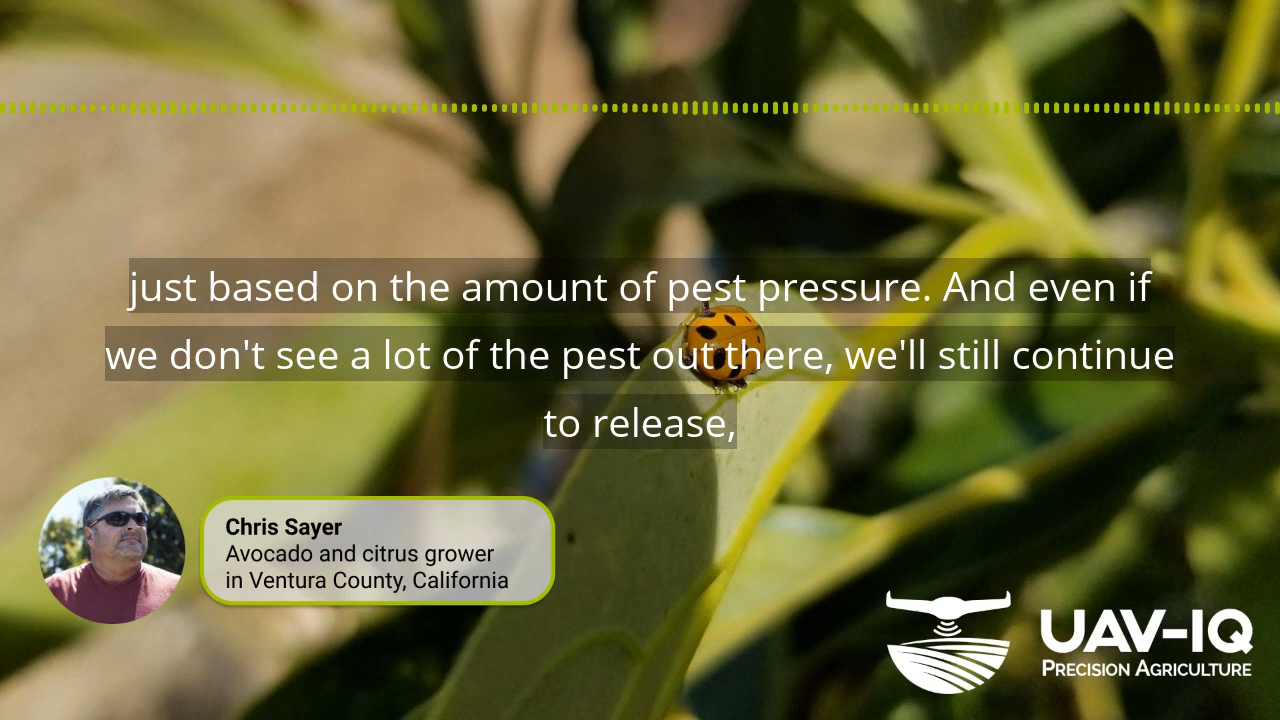 just based on the amount of pest pressure. And even if
we don't see a lot of the pest out there, we'll still continue
to release,
Chris Sayer
Avocado and citrus grower
in Ventura County, California
UAV-IQ
PRECISION AGRICULTURE